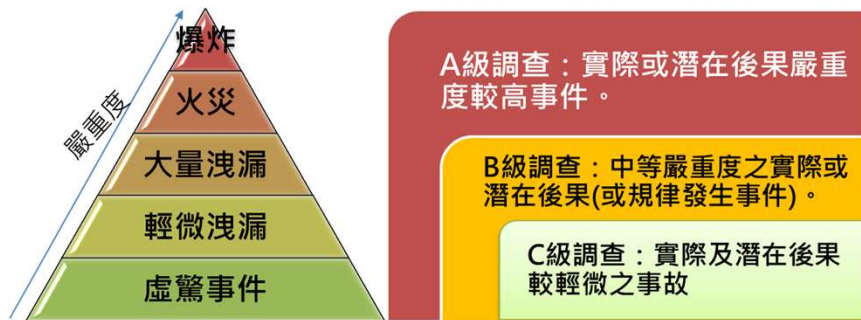 爆炸
火災
大量洩漏
輕微洩漏
虛驚事件
嚴重度
A級調查：實際或潛在後果嚴重
度較高事件。
B級調查：中等嚴重度之實際或
潛在後果(或規律發生事件)。
C級調查：實際及潛在後果
較輕微之事故